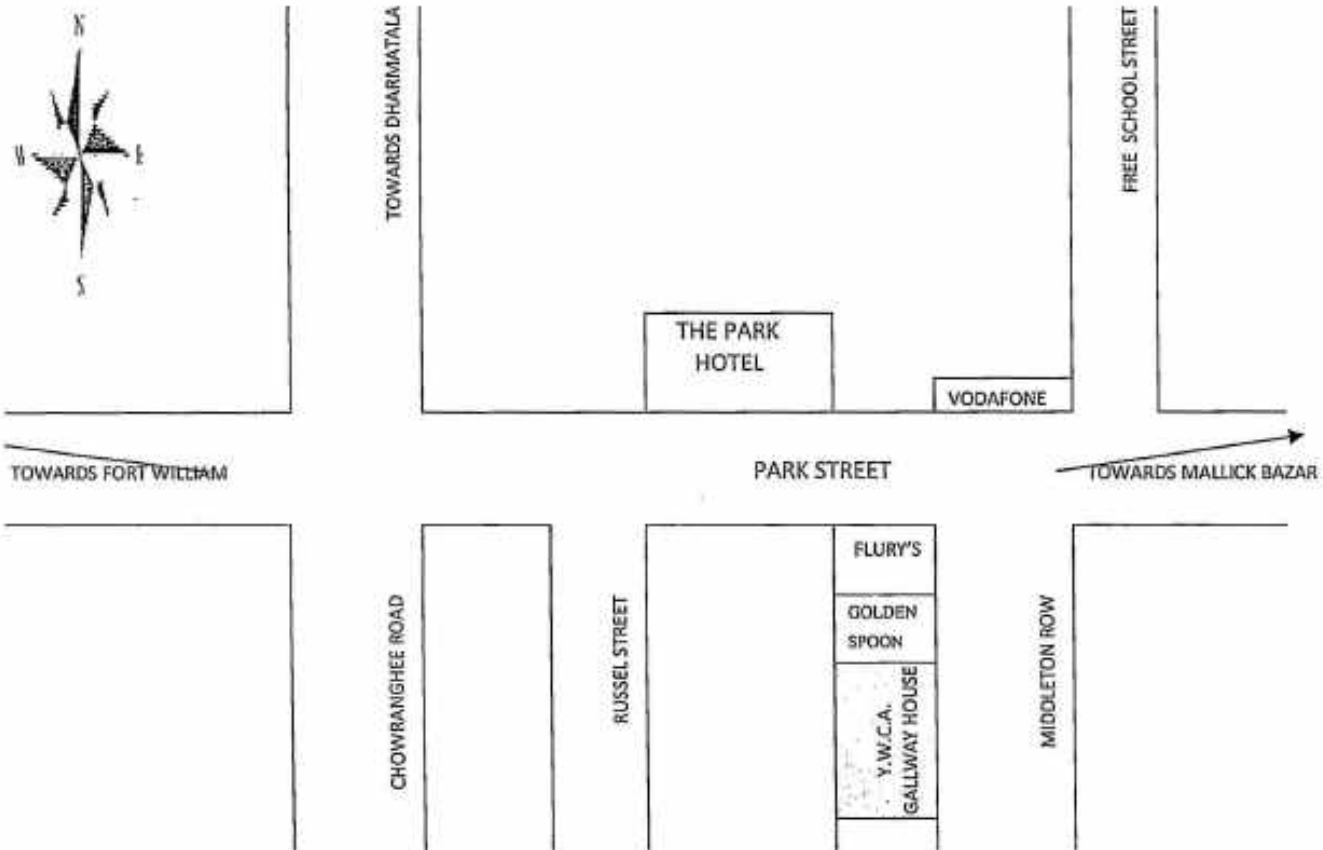 N
W E
S
TOWARDS DHARMATALA
FREE SCHOOL STREET
THE PARK
HOTEL
VODAFONE
TOWARDS FORT WILLIAM
PARK STREET
TOWARDS MALLICK BAZAR
CHOWRANGHEE ROAD
RUSSEL STREET
FLURY'S
GOLDEN
SPOON
Y.W.C.A.
GALLWAY HOUSE
MIDDLETON ROW